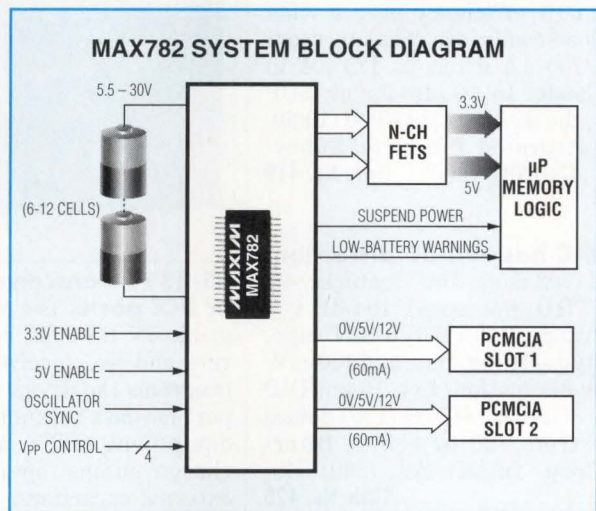 MAX782 SYSTEM BLOCK DIAGRAM
5.5 – 30V
(6-12 CELLS)
MAXIM
MAX782
N-CH
FETS
3.3V
5V
µP
MEMORY
LOGIC
SUSPEND POWER
LOW-BATTERY WARNINGS
3.3V ENABLE
5V ENABLE
OSCILLATOR
SYNC
VPP CONTROL
4
0V/5V/12V
(60mA)
PCMCIA
SLOT 1
0V/5V/12V
(60mA)
PCMCIA
SLOT 2